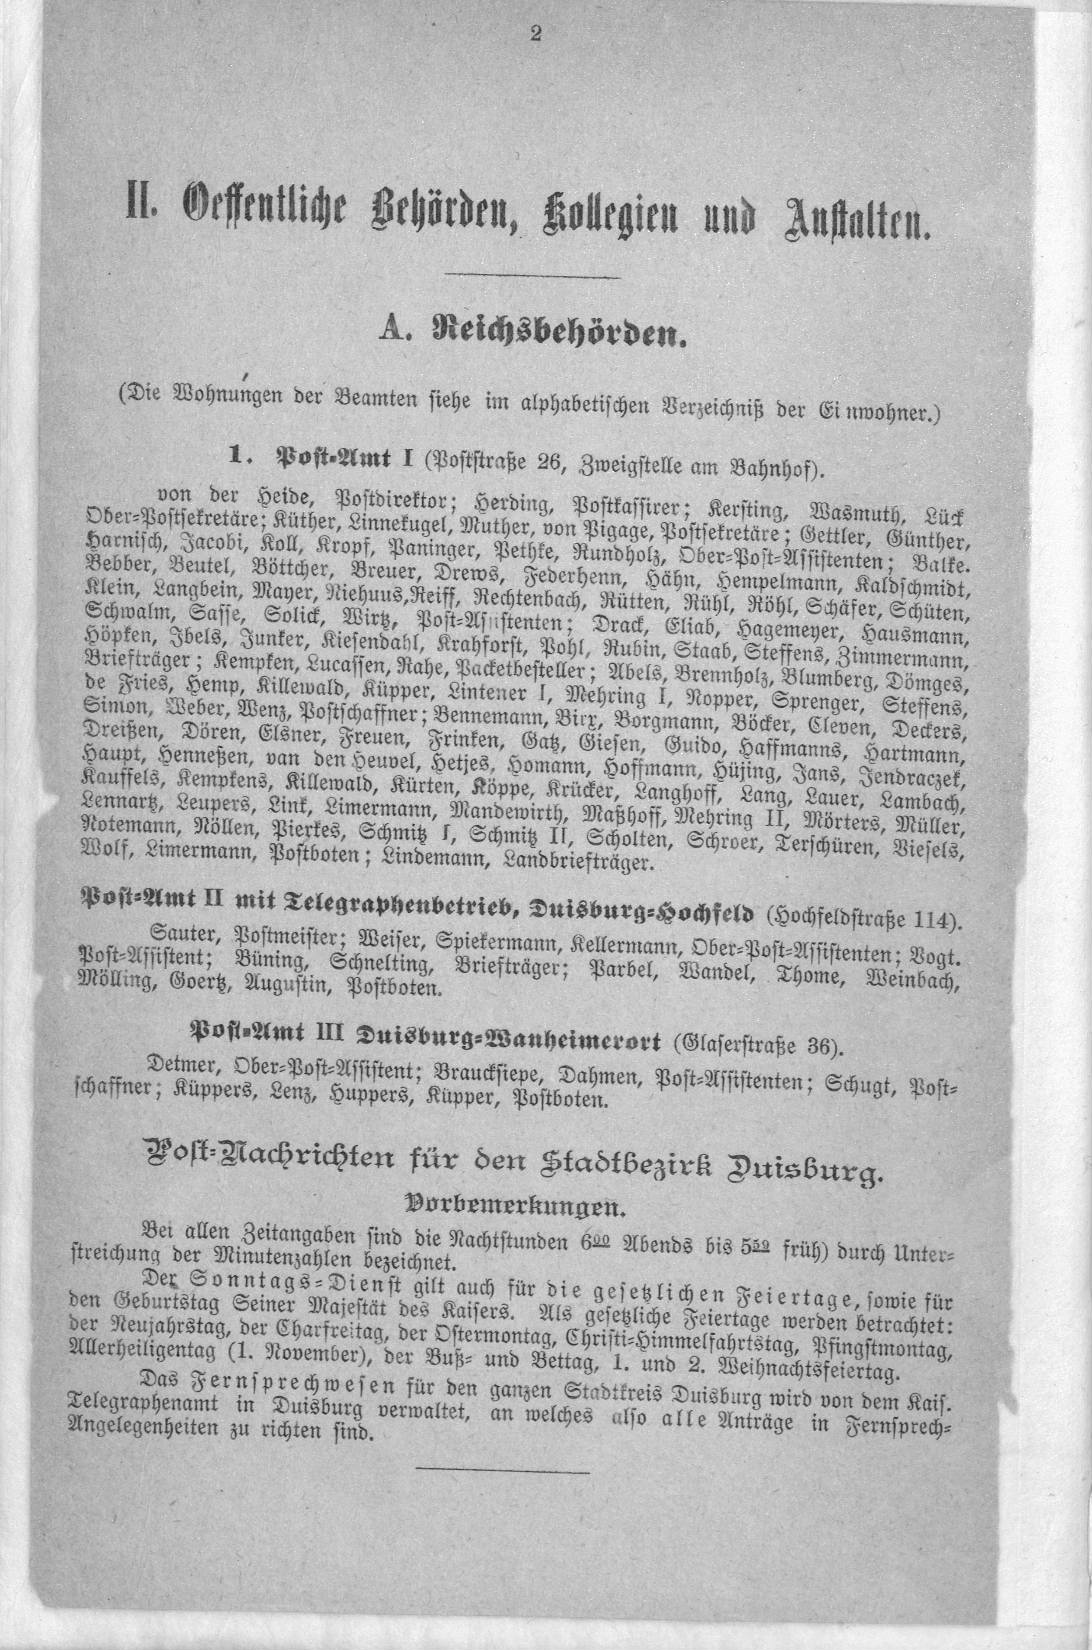 2
II. Oeffentliche Behörden, Kollegien und Anstalten.
A. Reichsbehörden.
(Die Wohnungen der Beamten siehe im alphabetischen Verzeichniß der Einwohner.)
1. Post-Amt I (Poststraße 26, Zweigstelle am Bahnhof).
von der Heide, Postdirektor; Herding, Postkassirer; Kersting, Wasmuth, Lück
Ober-Postsekretäre; Küther, Linnekugel, Muther, von Pigage, Postsekretäre; Gettler, Günther,
Harnisch, Jacobi, Koll, Kropf, Paninger, Pethke, Rundholz, Ober-Post-Assistenten; Balke.
Bebber, Beutel, Böttcher, Breuer, Drews, Federhenn, Hähn, Hempelmann, Kaldschmidt,
Klein, Langbein, Mayer, Niehuus, Reiff, Rechtenbach, Rütten, Rühl, Röhl, Schäfer, Schüten,
Schwalm, Sasse, Solick, Wirtz, Post-Assistenten; Drack, Eliab, Hagemeyer, Hausmann,
Höpken, Ibels, Junker, Kiesendahl, Krahforst, Pohl, Rubin, Staab, Steffens, Zimmermann,
Briefträger; Kempken, Lucassen, Rahe, Packetbesteller; Abels, Brennholz, Blumberg, Dömges,
de Fries, Hemp, Killewald, Küpper, Lintener I, Mehring I, Nopper, Sprenger, Steffens,
Simon, Weber, Wenz, Postschaffner; Bennemann, Birx, Borgmann, Böcker, Cleven, Deckers,
Dreißen, Dören, Elsner, Freuen, Frinken, Gatz, Giesen, Guido, Haffmanns, Hartmann,
Haupt, Henneßen, van den Heuvel, Hetjes, Homann, Hoffmann, Hüjing, Jans, Jendraczek,
Kauffels, Kempkens, Killewald, Kürten, Köppe, Krücker, Langhoff, Lang, Lauer, Lambach,
Lennartz, Leupers, Link, Limermann, Mandewirth, Maßhoff, Mehring II, Mörters, Müller,
Notemann, Nöllen, Pierkes, Schmitz I, Schmitz II, Scholten, Schroer, Terschüren, Viesels,
Wolf, Limermann, Postboten; Lindemann, Landbriefträger.
Post-Amt II mit Telegraphenbetrieb, Duisburg-Hochfeld (Hochfeldstraße 114).
Sauter, Postmeister; Weiser, Spiekermann, Kellermann, Ober-Post-Assistenten; Vogt.
Post-Assistent; Büning, Schnelting, Briefträger; Parbel, Wandel, Thome, Weinbach,
Mölling, Goertz, Augustin, Postboten.
Post-Amt III Duisburg-Wanheimerort (Glaserstraße 36).
Detmer, Ober-Post-Assistent; Braucksiepe, Dahmen, Post-Assistenten; Schugt, Post-
schaffner; Küppers, Lenz, Huppers, Küpper, Postboten.
Post-Nachrichten für den Stadtbezirk Duisburg.
Vorbemerkungen.
Bei allen Zeitangaben sind die Nachtstunden 6⁰⁰ Abends bis 5⁵⁹ früh) durch Unter-
streichung der Minutenzahlen bezeichnet.
Der Sonntags-Dienst gilt auch für die gesetzlichen Feiertage, sowie für
den Geburtstag Seiner Majestät des Kaisers. Als gesetzliche Feiertage werden betrachtet:
der Neujahrstag, der Charfreitag, der Ostermontag, Christi-Himmelfahrtstag, Pfingstmontag,
Allerheiligentag (1. November), der Buß- und Bettag, 1. und 2. Weihnachtsfeiertag.
Das Fernsprechwesen für den ganzen Stadtkreis Duisburg wird von dem Kais.
Telegraphenamt in Duisburg verwaltet, an welches also alle Anträge in Fernsprech-
Angelegenheiten zu richten sind.